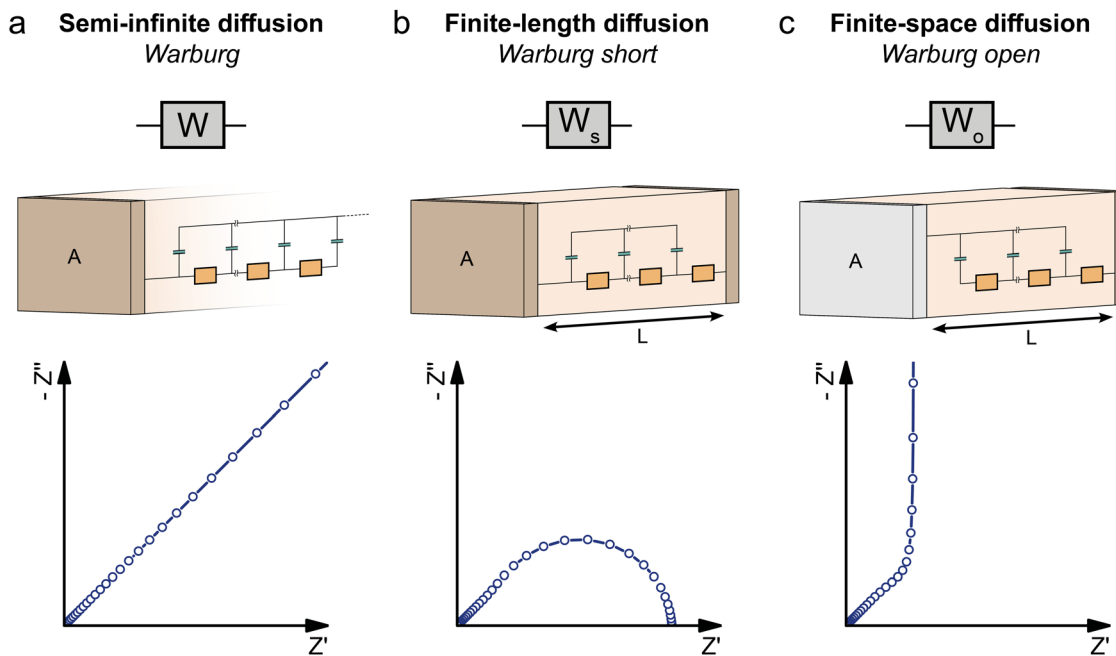 a Semi-infinite diffusion
Warburg
W
A
- Z''
Z'
b Finite-length diffusion
Warburg short
Ws
A
L
- Z''
Z'
c Finite-space diffusion
Warburg open
Wo
A
L
- Z''
Z'